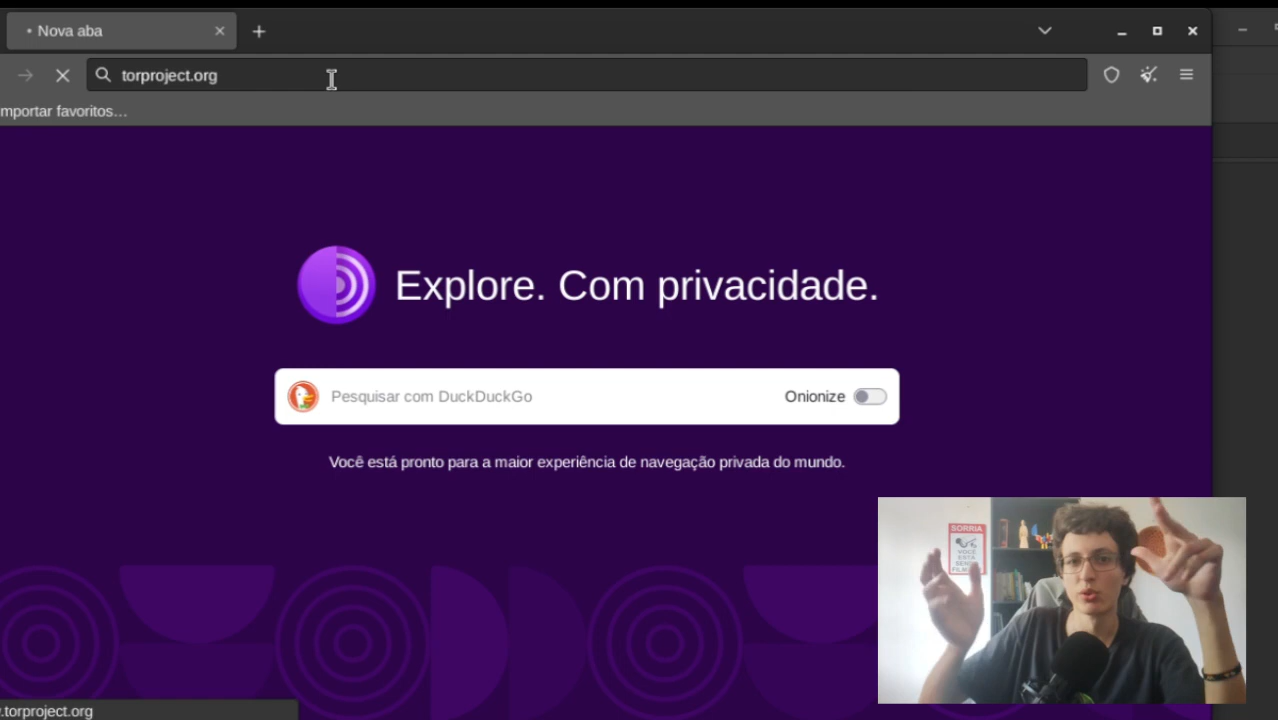 Nova aba
torproject.org
mportar favoritos...
Explore. Com privacidade.
Pesquisar com DuckDuckGo
Onionize
Você está pronto para a maior experiência de navegação privada do mundo.
SORRIA
VOCÊ
ESTÁ
SENDO
.torproject.org